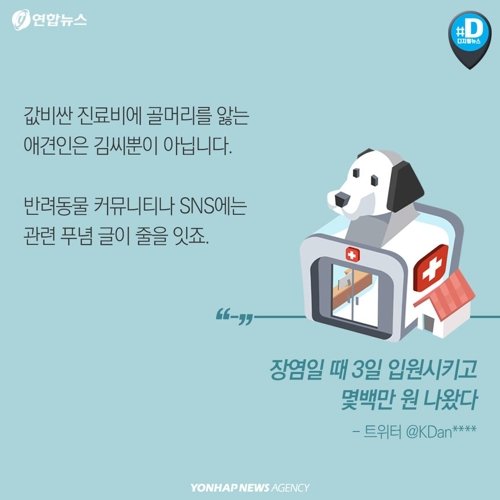 연합뉴스
#D
디지털뉴스
값비싼 진료비에 골머리를 앓는
애견인은 김씨뿐이 아닙니다.
반려동물 커뮤니티나 SNS에는
관련 푸념 글이 줄을 잇죠.
장염일 때 3일 입원시키고
몇백만 원 나왔다
- 트위터 @KDan****
YONHAP NEWS AGENCY